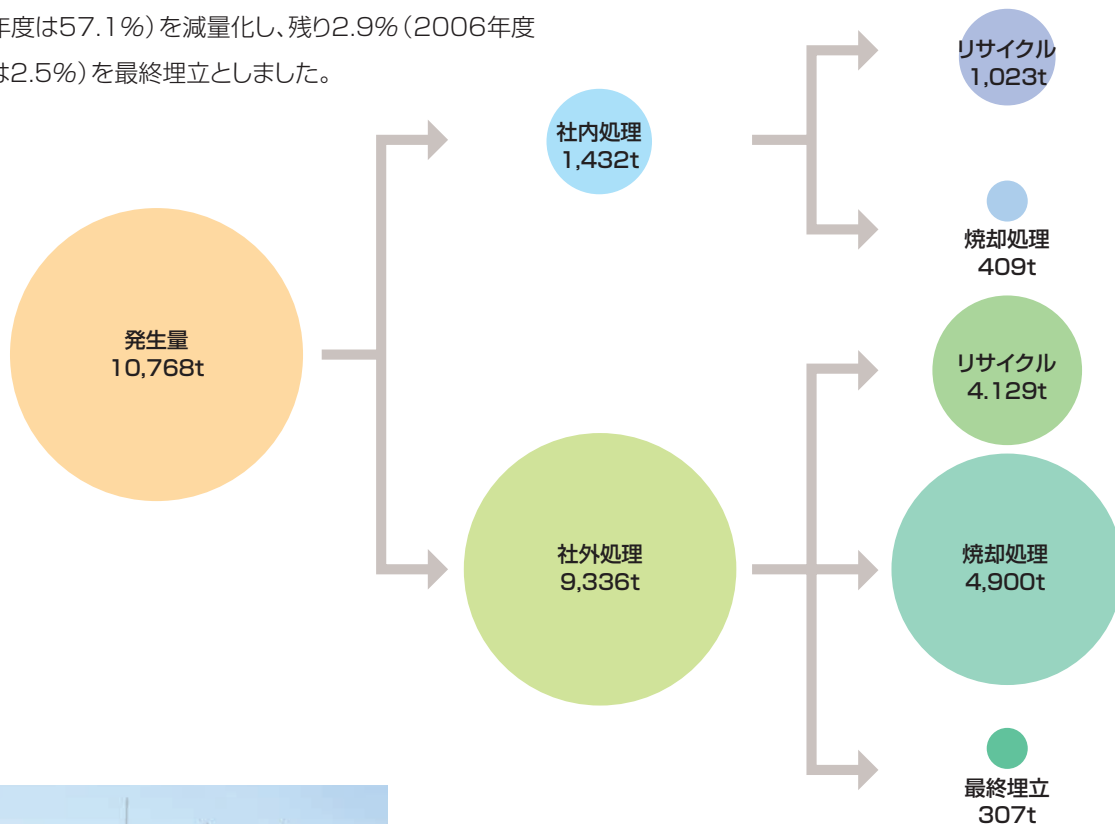 年度は57.1％）を減量化し、残り2.9％（2006年度
は2.5％）を最終埋立としました。
発生量
10,768t
社内処理
1,432t
リサイクル
1,023t
焼却処理
409t
社外処理
9,336t
リサイクル
4.129t
焼却処理
4,900t
最終埋立
307t